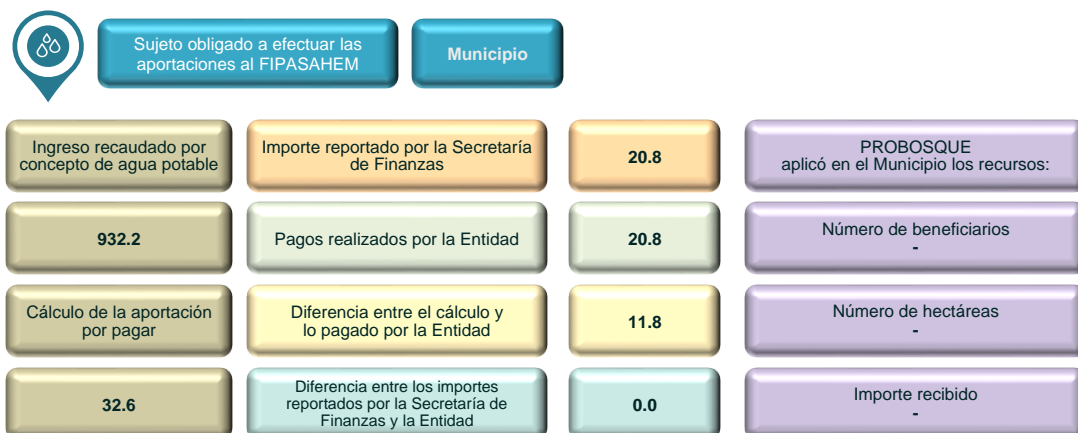 Sujeto obligado a efectuar las
aportaciones al FIPASAHEM
Municipio
Ingreso recaudado por
concepto de agua potable
Importe reportado por la Secretaría
de Finanzas
20.8
PROBOSQUE
aplicó en el Municipio los recursos:
932.2
Pagos realizados por la Entidad
20.8
Número de beneficiarios
-
Cálculo de la aportación
por pagar
Diferencia entre el cálculo y
lo pagado por la Entidad
11.8
Número de hectáreas
-
32.6
Diferencia entre los importes
reportados por la Secretaría de
Finanzas y la Entidad
0.0
Importe recibido
-